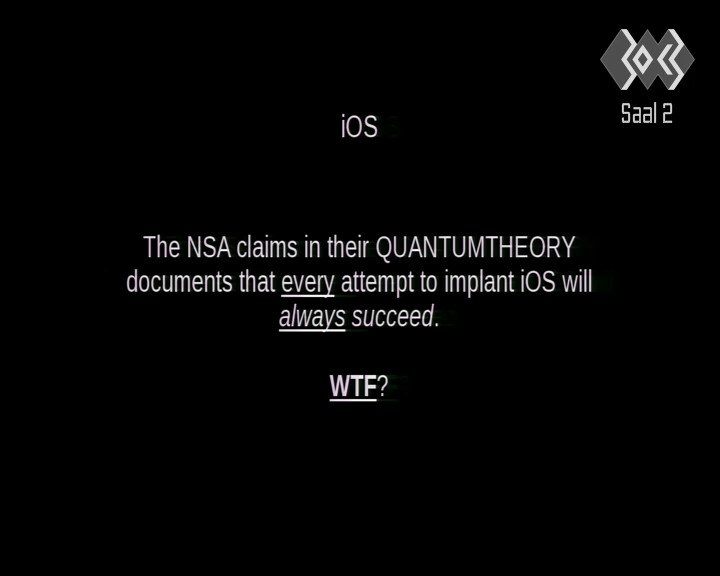 Saal 2
iOS
The NSA claims in their QUANTUMTHEORY
documents that every attempt to implant iOS will
always succeed.
WTF?